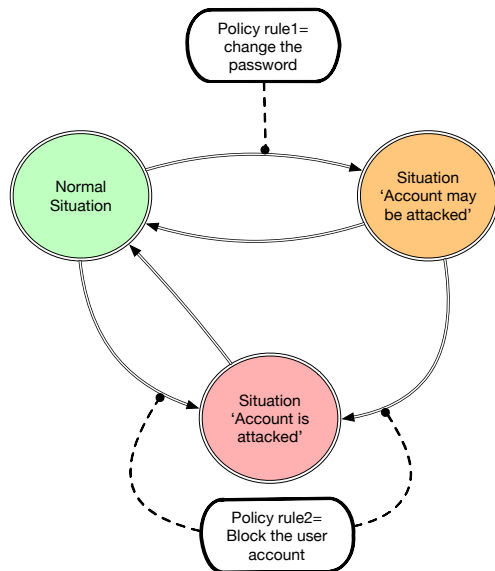 Policy rule1=
change the
password
Normal
Situation
Situation
‘Account may
be attacked’
Situation
‘Account is
attacked’
Policy rule2=
Block the user
account